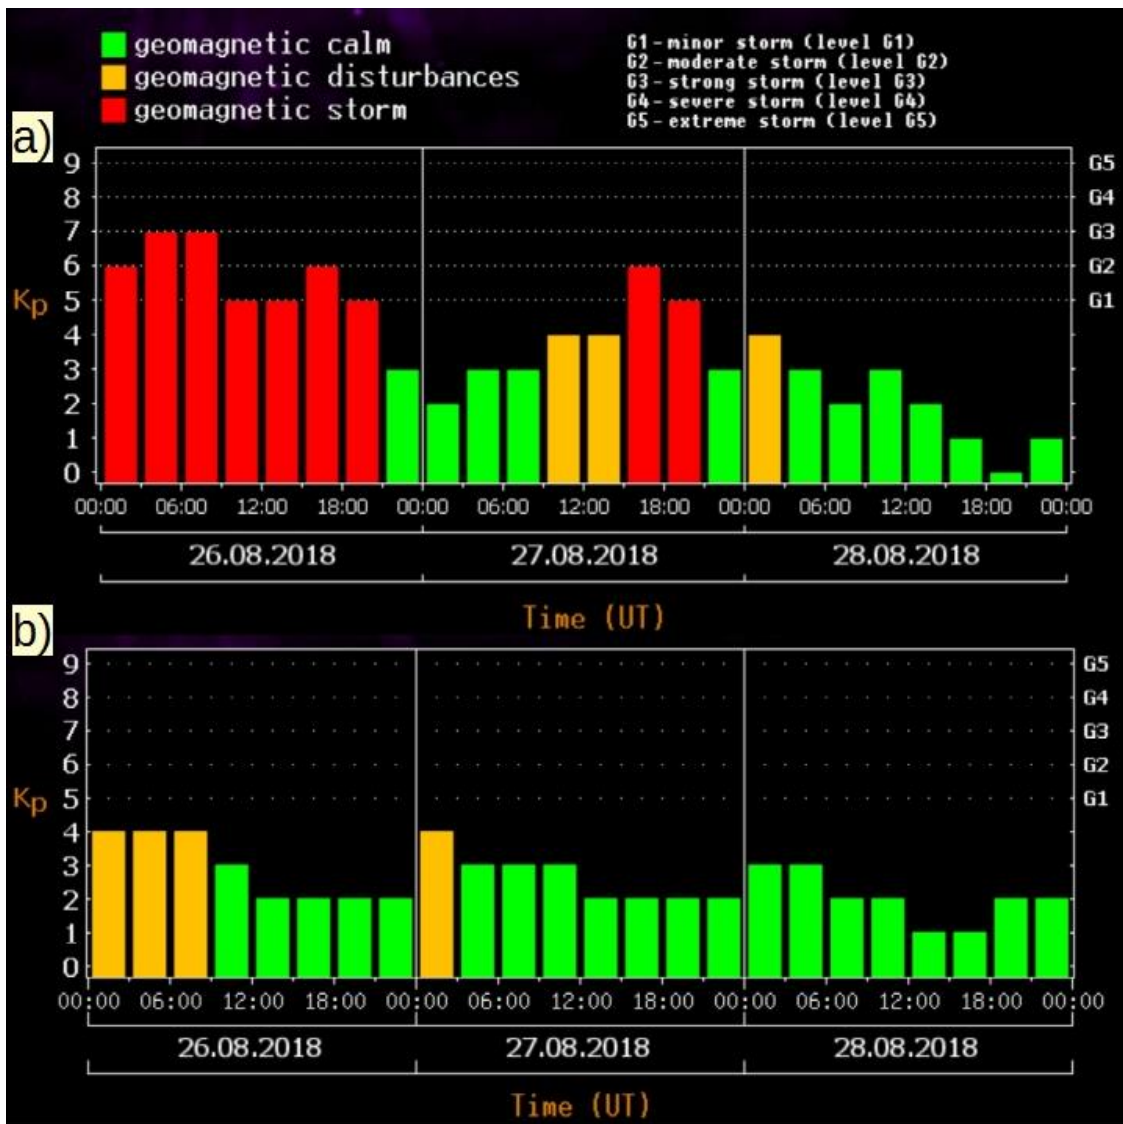 geomagnetic calm
geomagnetic disturbances
geomagnetic storm
G1-minor storm (level G1)
G2-moderate storm (level G2)
G3-strong storm (level G3)
G4-severe storm (level G4)
G5-extreme storm (level G5)
a)
9 G5
8 G4
7 G3
6 G2
Kp 5 G1
4
3
2
1
0
00:00 06:00 12:00 18:00 00:00 06:00 12:00 18:00 00:00 06:00 12:00 18:00 00:00
26.08.2018 27.08.2018 28.08.2018
Time (UT)
b)
9 G5
8 G4
7 G3
6 G2
Kp 5 G1
4
3
2
1
0
00:00 06:00 12:00 18:00 00:00 06:00 12:00 18:00 00:00 06:00 12:00 18:00 00:00
26.08.2018 27.08.2018 28.08.2018
Time (UT)